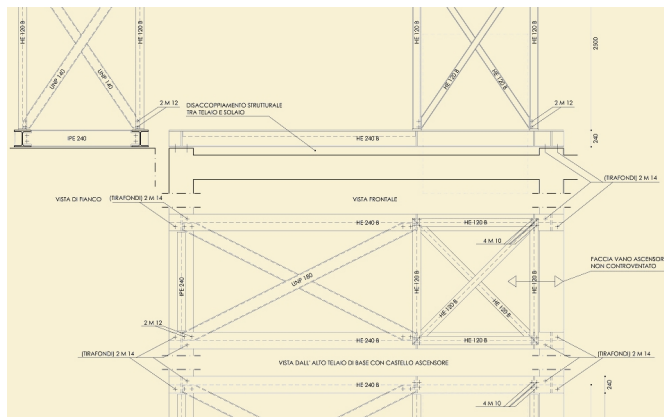 HE 120 B
HE 120 B
HE 120 B
HE 120 B
UNP 140
UNP 140
HE 120 B
HE 120 B
2500
2 M 12
DISACCOPPIAMENTO STRUTTURALE
TRA TELAIO E SOLAIO
2 M 12
IPE 240
HE 240 B
240
(TIRAFONDI) 2 M 14
VISTA DI FIANCO
(TIRAFONDI) 2 M 14
VISTA FRONTALE
HE 240 B
HE 120 B
4 M 10
FACCIA VANO ASCENSORE
NON CONTROVENTATO
IPE 240
UNP 180
HE 120 B
HE 120 B
HE 120 B
HE 120 B
2 M 12
HE 240 B
HE 120 B
(TIRAFONDI) 2 M 14
VISTA DALL' ALTO TELAIO DI BASE CON CASTELLO ASCENSORE
(TIRAFONDI) 2 M 14
HE 240 B
4 M 10
240